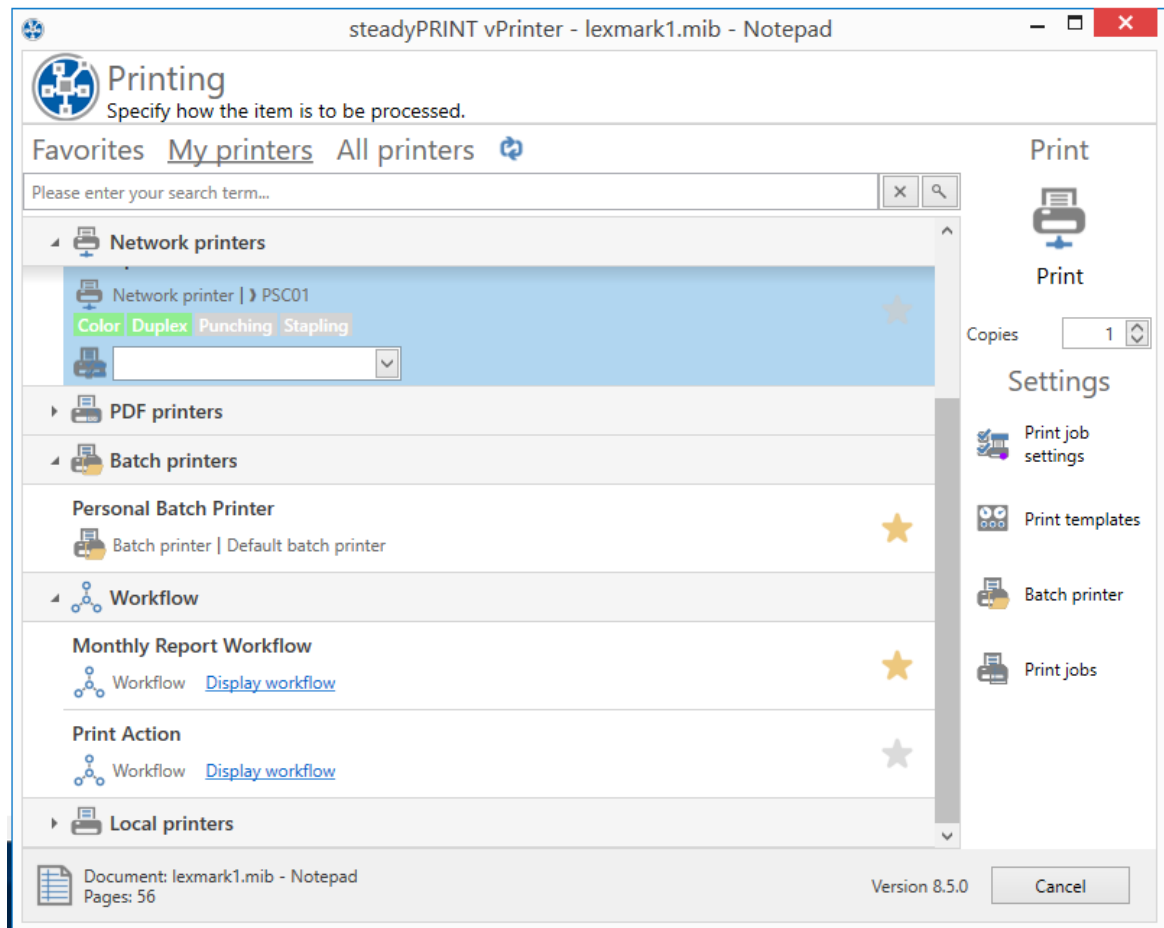 steadyPRINT vPrinter - lexmark1.mib - Notepad
Printing
Specify how the item is to be processed.
Favorites My printers All printers
Please enter your search term...
Network printers
Network printer | PSC01
Color Duplex Punching Stapling
PDF printers
Batch printers
Personal Batch Printer
Batch printer | Default batch printer
Workflow
Monthly Report Workflow
Workflow Display workflow
Print Action
Workflow Display workflow
Local printers
Print
Print
Copies 1
Settings
Print job
settings
Print templates
Batch printer
Print jobs
Document: lexmark1.mib - Notepad
Pages: 56
Version 8.5.0 Cancel